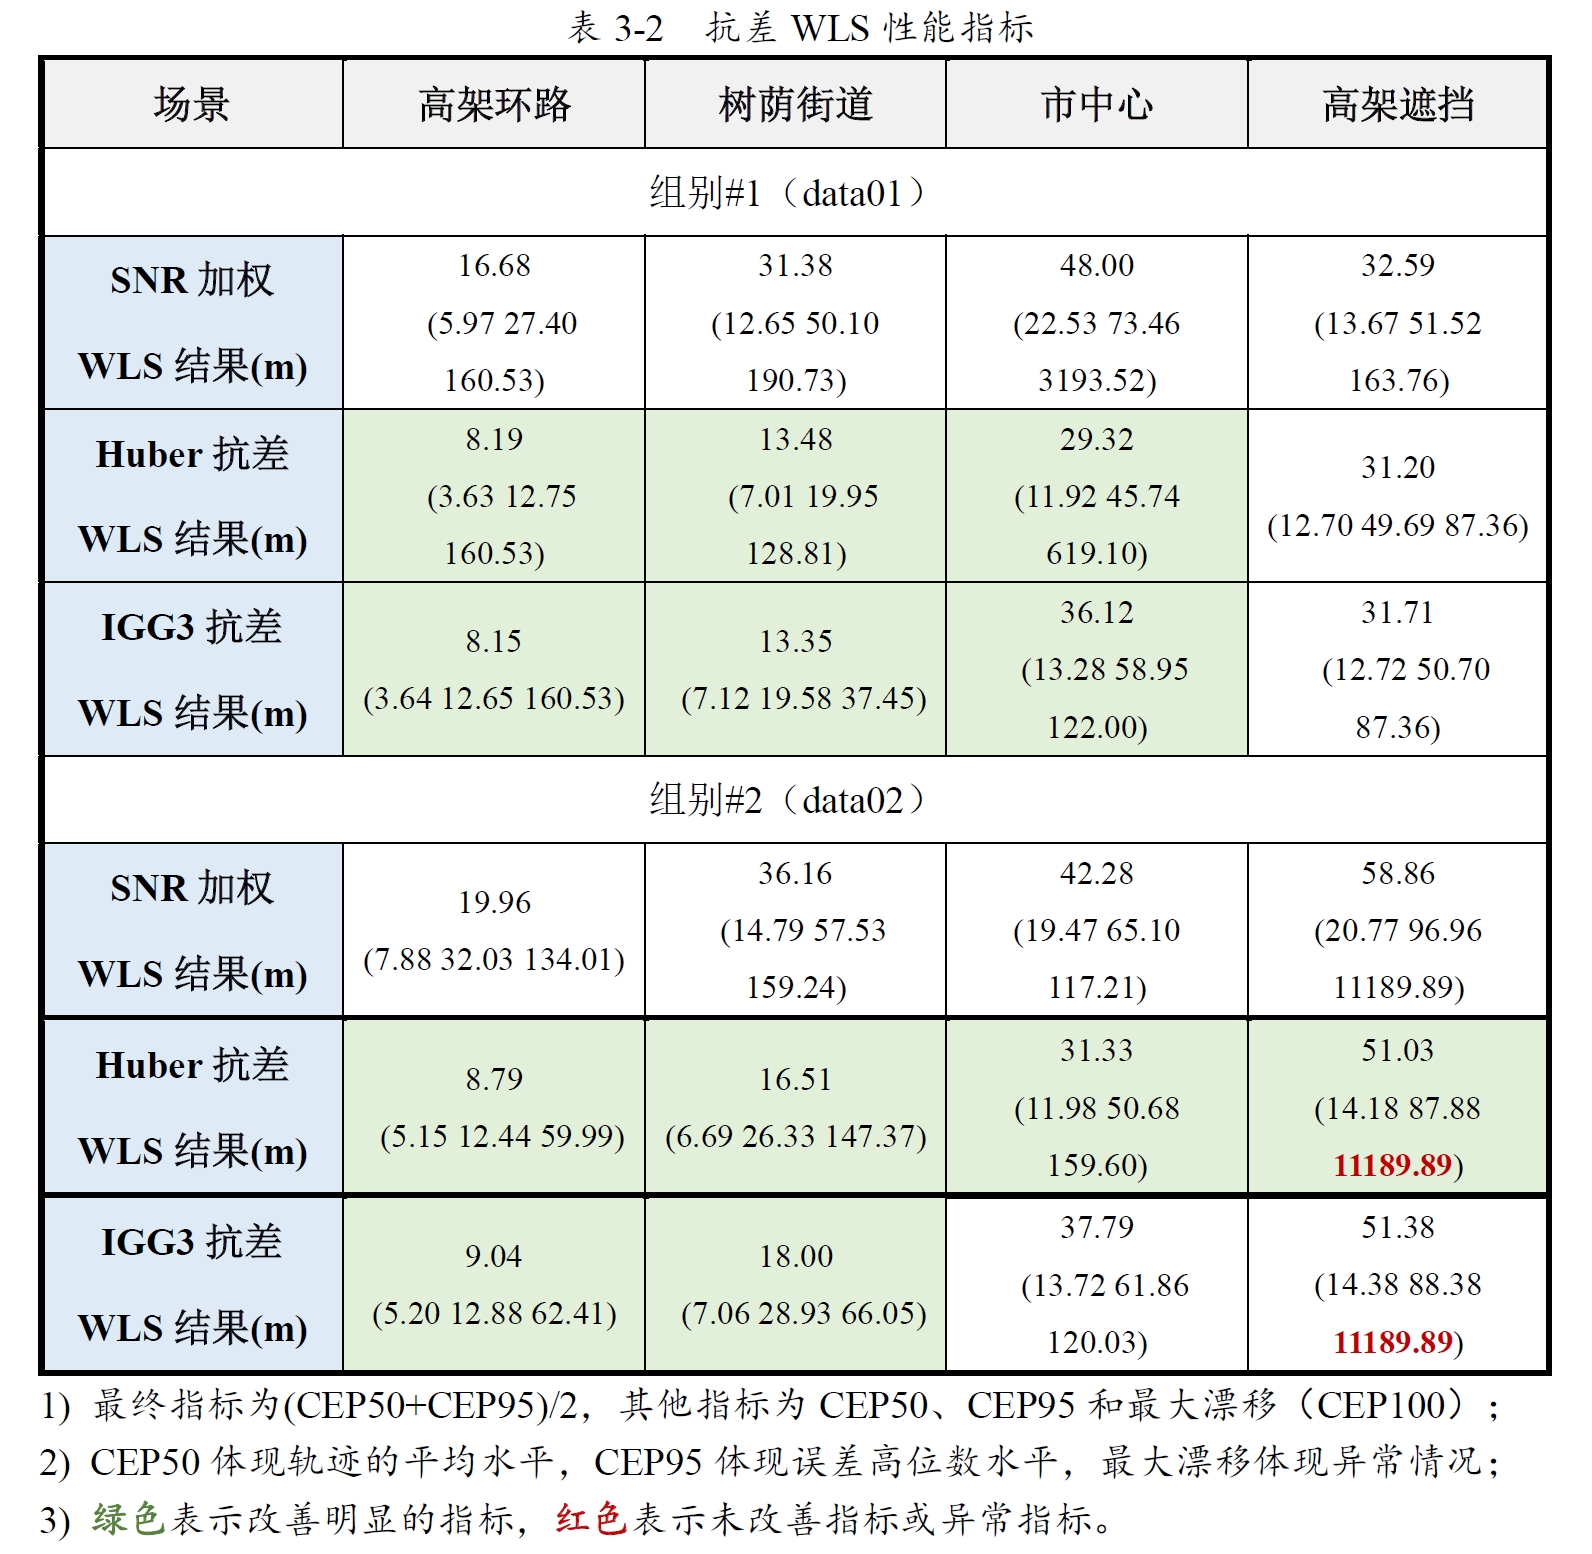 表 3-2 抗差 WLS 性能指标
场景 高架环路 树荫街道 市中心 高架遮挡
组别#1（data01）
SNR 加权
WLS 结果(m)
16.68
(5.97 27.40
160.53)
31.38
(12.65 50.10
190.73)
48.00
(22.53 73.46
3193.52)
32.59
(13.67 51.52
163.76)
Huber 抗差
WLS 结果(m)
8.19
(3.63 12.75
160.53)
13.48
(7.01 19.95
128.81)
29.32
(11.92 45.74
619.10)
31.20
(12.70 49.69 87.36)
IGG3 抗差
WLS 结果(m)
8.15
(3.64 12.65 160.53)
13.35
(7.12 19.58 37.45)
36.12
(13.28 58.95
122.00)
31.71
(12.72 50.70
87.36)
组别#2（data02）
SNR 加权
WLS 结果(m)
19.96
(7.88 32.03 134.01)
36.16
(14.79 57.53
159.24)
42.28
(19.47 65.10
117.21)
58.86
(20.77 96.96
11189.89)
Huber 抗差
WLS 结果(m)
8.79
(5.15 12.44 59.99)
16.51
(6.69 26.33 147.37)
31.33
(11.98 50.68
159.60)
51.03
(14.18 87.88
11189.89)
IGG3 抗差
WLS 结果(m)
9.04
(5.20 12.88 62.41)
18.00
(7.06 28.93 66.05)
37.79
(13.72 61.86
120.03)
51.38
(14.38 88.38
11189.89)
1) 最终指标为(CEP50+CEP95)/2，其他指标为 CEP50、CEP95 和最大漂移（CEP100）；
2) CEP50 体现轨迹的平均水平，CEP95 体现误差高位数水平，最大漂移体现异常情况；
3) 绿色表示改善明显的指标，红色表示未改善指标或异常指标。